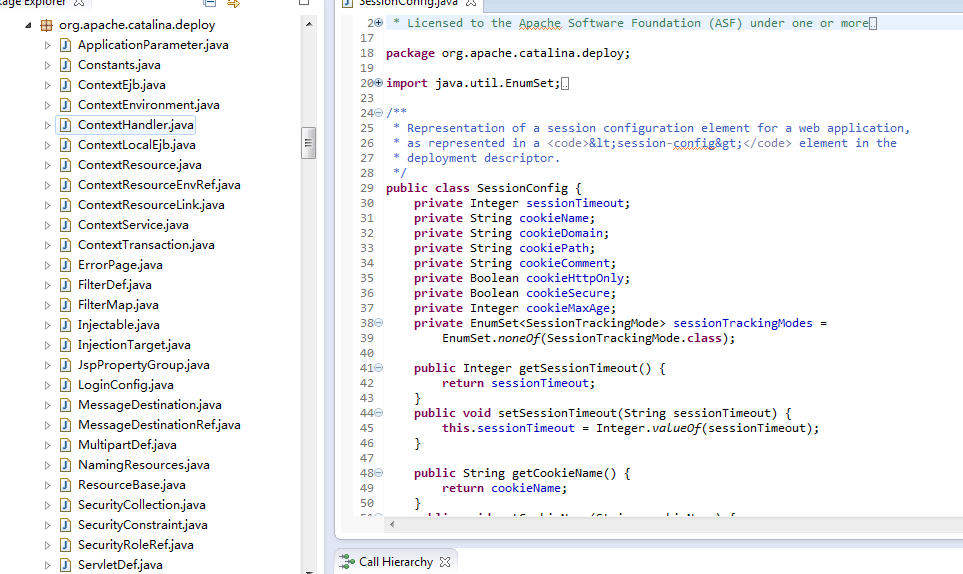 org.apache.catalina.deploy
ApplicationParameter.java
Constants.java
ContextEjb.java
ContextEnvironment.java
ContextHandler.java
ContextLocalEjb.java
ContextResource.java
ContextResourceEnvRef.java
ContextResourceLink.java
ContextService.java
ContextTransaction.java
ErrorPage.java
FilterDef.java
FilterMap.java
Injectable.java
InjectionTarget.java
JspPropertyGroup.java
LoginConfig.java
MessageDestination.java
MessageDestinationRef.java
MultipartDef.java
NamingResources.java
ResourceBase.java
SecurityCollection.java
SecurityConstraint.java
SecurityRoleRef.java
ServletDef.java
SessionConfig.java
2 * Licensed to the Apache Software Foundation (ASF) under one or more
17
18 package org.apache.catalina.deploy;
19
20 import java.util.EnumSet;
23
24 /**
25 * Representation of a session configuration element for a web application,
26 * as represented in a <code>&lt;session-config&gt;</code> element in the
27 * deployment descriptor.
28 */
29 public class SessionConfig {
30 private Integer sessionTimeout;
31 private String cookieName;
32 private String cookieDomain;
33 private String cookiePath;
34 private String cookieComment;
35 private Boolean cookieHttpOnly;
36 private Boolean cookieSecure;
37 private Integer cookieMaxAge;
38 private EnumSet<SessionTrackingMode> sessionTrackingModes =
39 EnumSet.noneOf(SessionTrackingMode.class);
40
41 public Integer getSessionTimeout() {
42 return sessionTimeout;
43 }
44 public void setSessionTimeout(String sessionTimeout) {
45 this.sessionTimeout = Integer.valueOf(sessionTimeout);
46 }
47
48 public String getCookieName() {
49 return cookieName;
50 }
Call Hierarchy